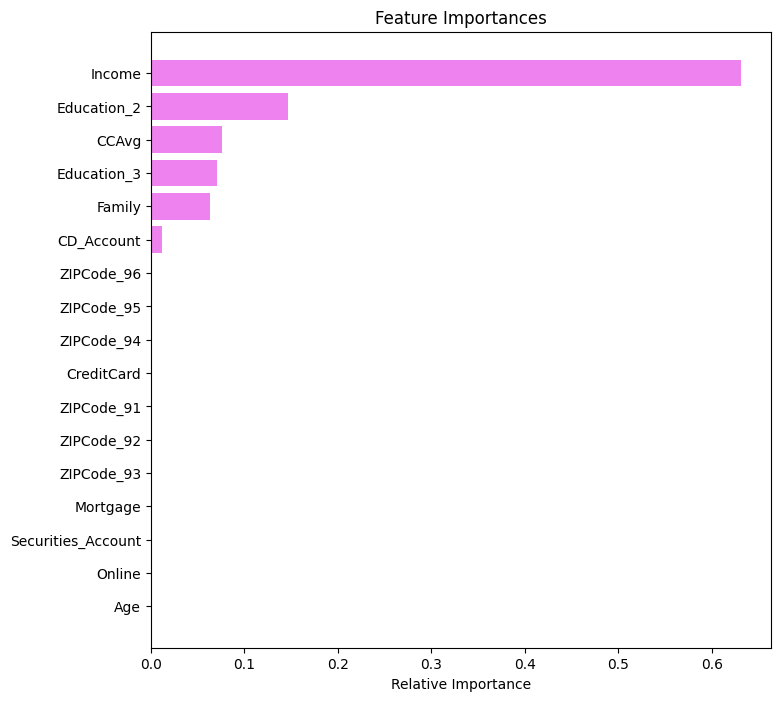 Feature Importances
Income
Education_2
CCAvg
Education_3
Family
CD_Account
ZIPCode_96
ZIPCode_95
ZIPCode_94
CreditCard
ZIPCode_91
ZIPCode_92
ZIPCode_93
Mortgage
Securities_Account
Online
Age
0.0 0.1 0.2 0.3 0.4 0.5 0.6
Relative Importance